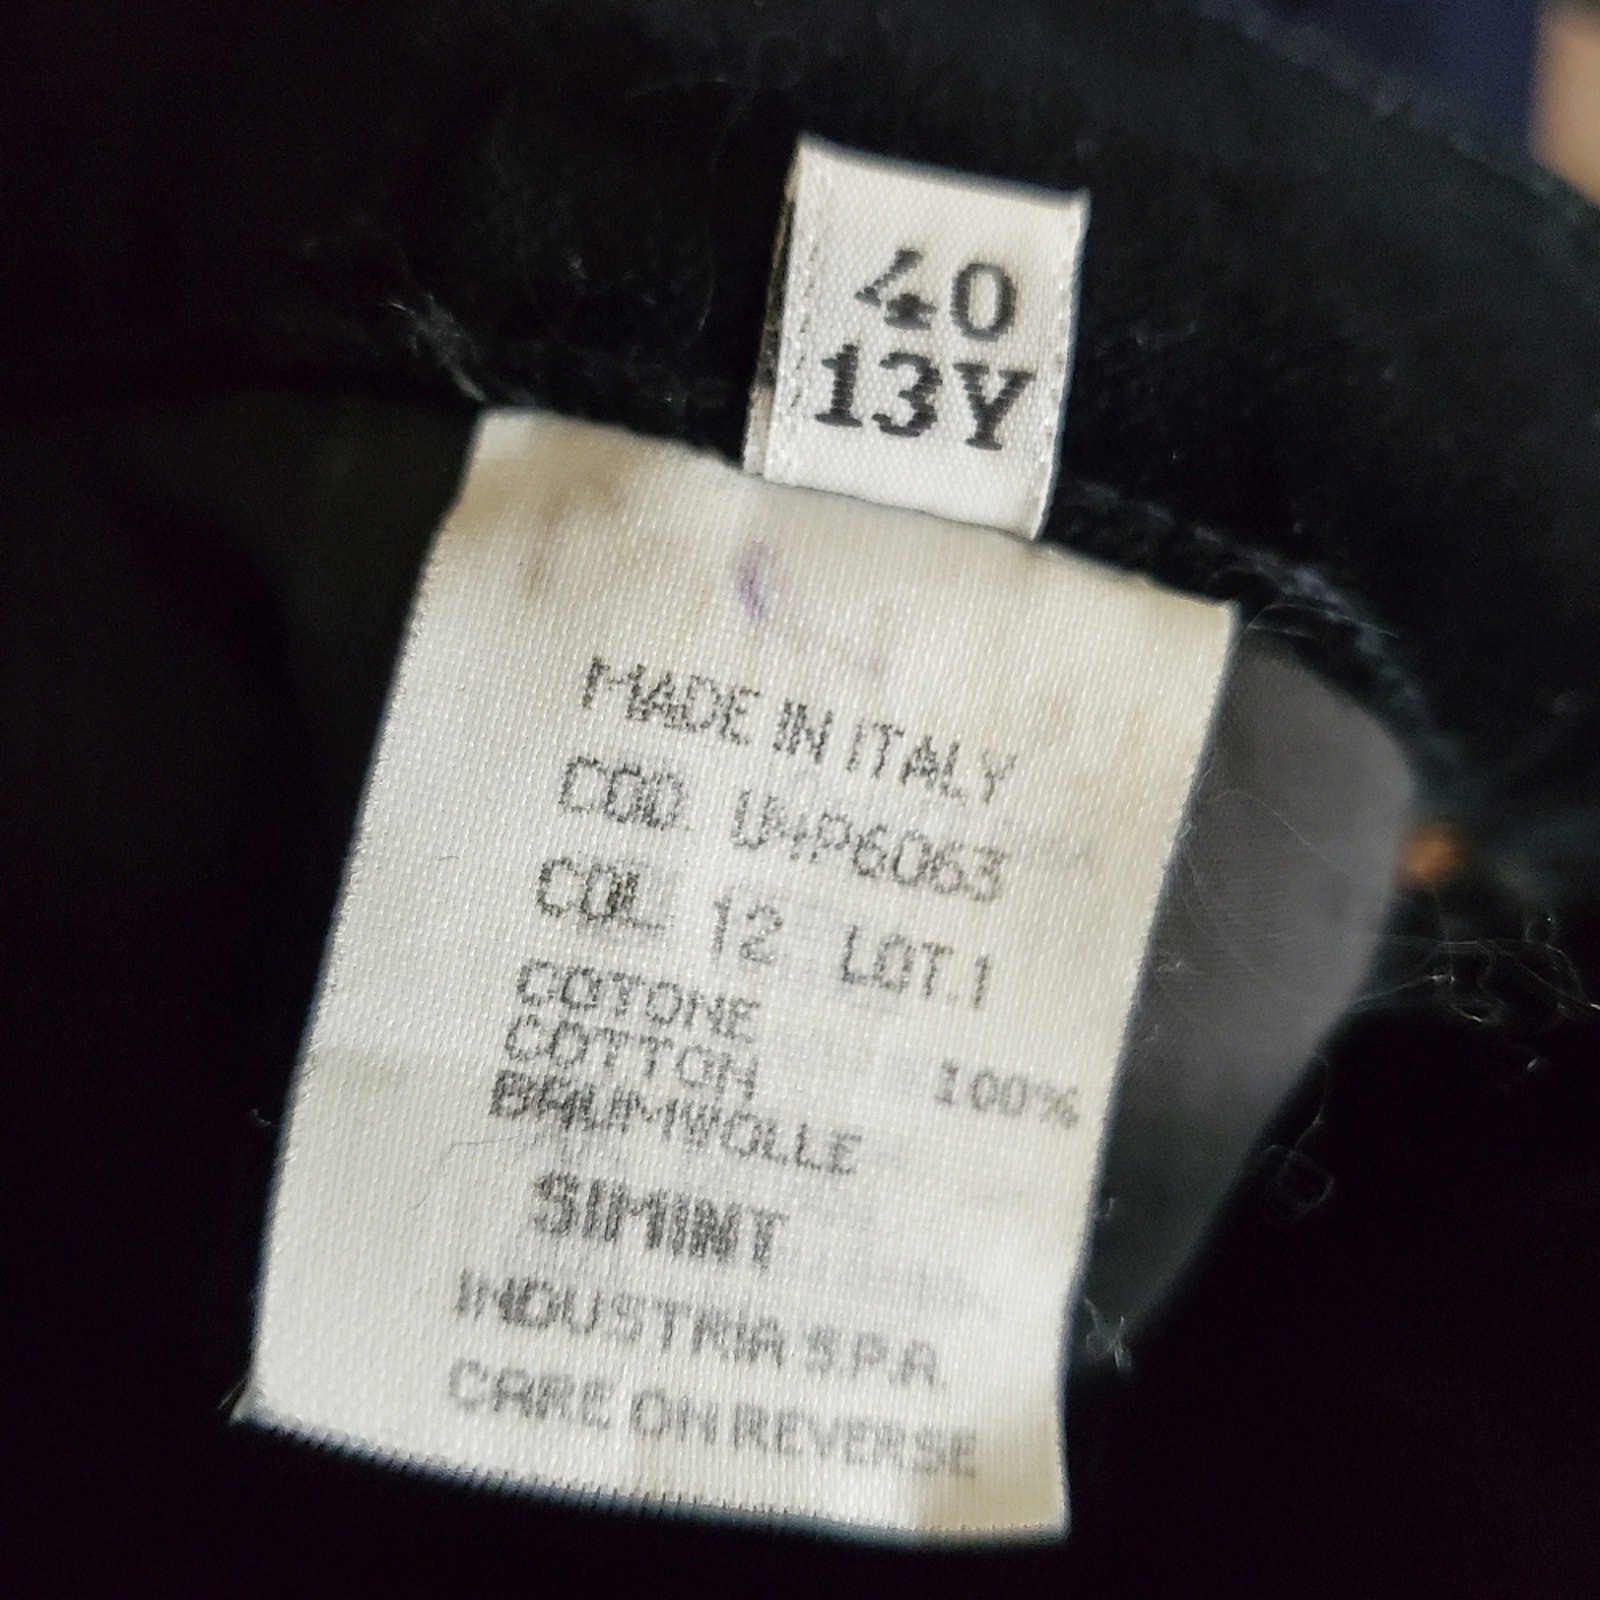 40
13Y
MADE IN ITALY
COD. U4P6063
COL. 12 LOT.1
COTONE
COTTON 100%
BAUMWOLLE
SIMINT
INDUSTRIA S.P.A.
CARE ON REVERSE